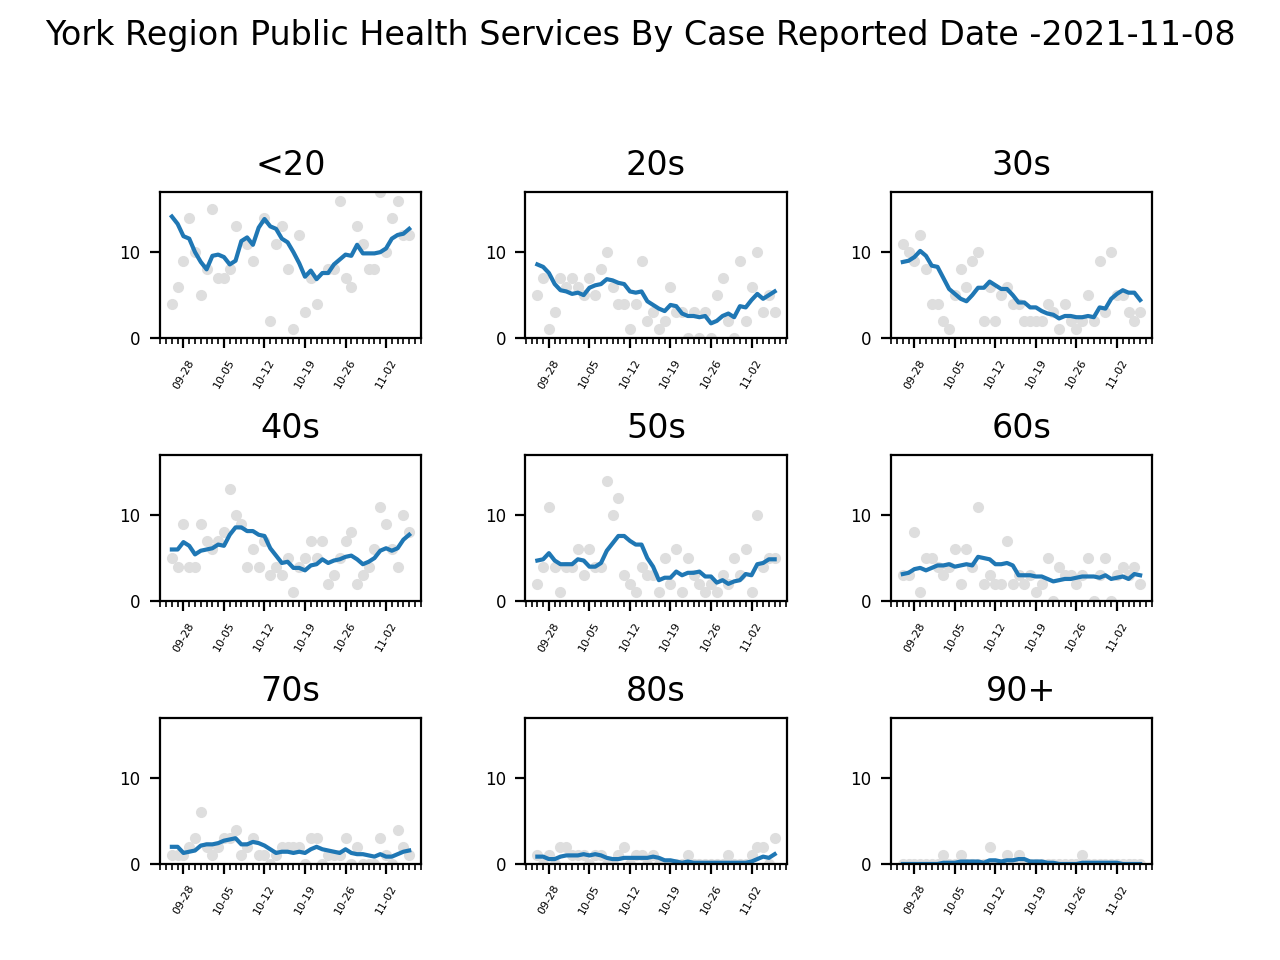 York Region Public Health Services By Case Reported Date -2021-11-08
<20 20s 30s
10 10 10
0 0 0
09-28 10-05 10-12 10-19 10-26 11-02 09-28 10-05 10-12 10-19 10-26 11-02 09-28 10-05 10-12 10-19 10-26 11-02
40s 50s 60s
10 10 10
0 0 0
09-28 10-05 10-12 10-19 10-26 11-02 09-28 10-05 10-12 10-19 10-26 11-02 09-28 10-05 10-12 10-19 10-26 11-02
70s 80s 90+
10 10 10
0 0 0
09-28 10-05 10-12 10-19 10-26 11-02 09-28 10-05 10-12 10-19 10-26 11-02 09-28 10-05 10-12 10-19 10-26 11-02